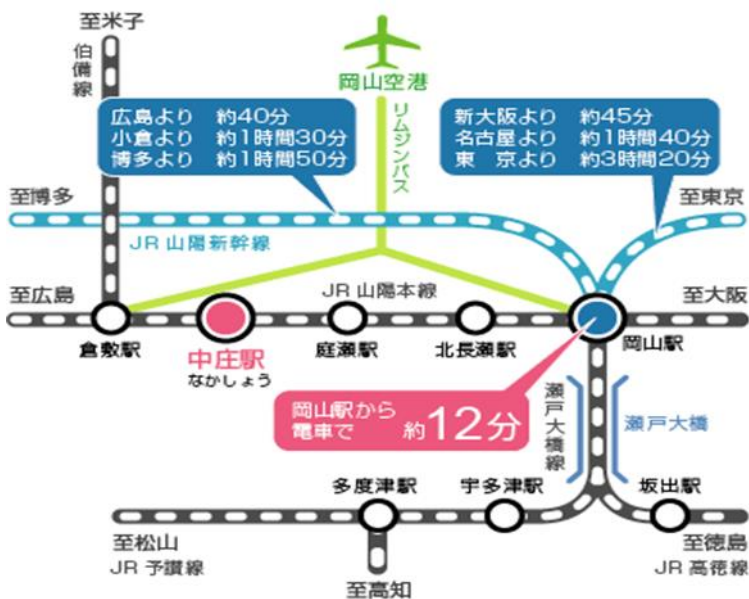 至米子
伯備線
岡山空港
リムジンバス
広島より 約40分
小倉より 約1時間30分
博多より 約1時間50分
新大阪より 約45分
名古屋より 約1時間40分
東 京より 約3時間20分
至博多
至東京
JR 山陽新幹線
至広島
JR 山陽本線
至大阪
倉敷駅
中庄駅
なかしょう
庭瀬駅
北長瀬駅
岡山駅
岡山駅から
電車で 約12分
瀬戸大橋線
瀬戸大橋
多度津駅
宇多津駅
坂出駅
至松山
JR 予讃線
至高知
至徳島
JR 高徳線